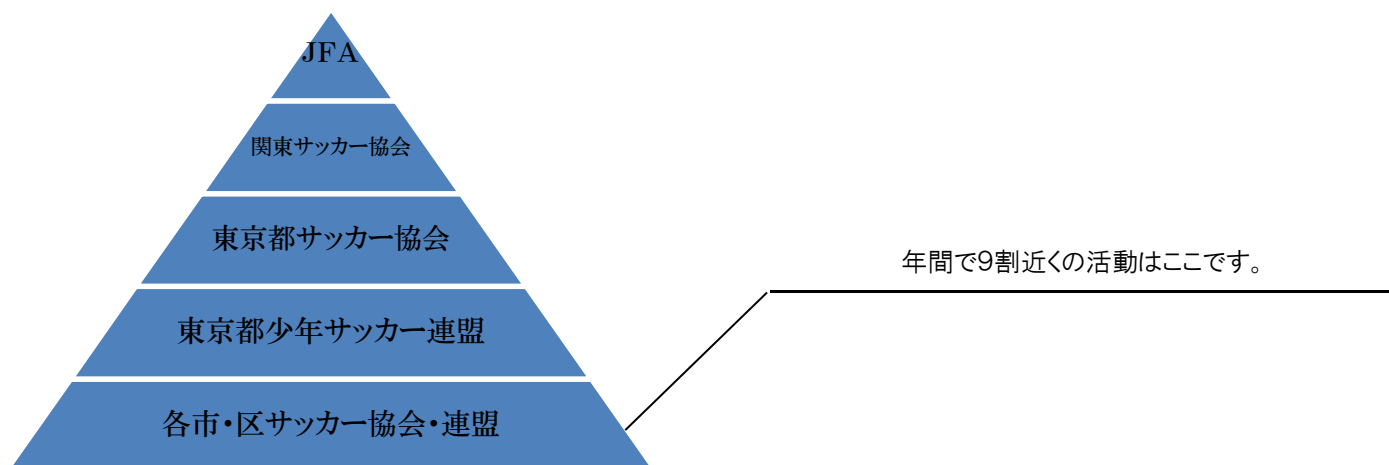 JFA
関東サッカー協会
東京都サッカー協会
年間で9割近くの活動はここです。
東京都少年サッカー連盟
各市・区サッカー協会・連盟